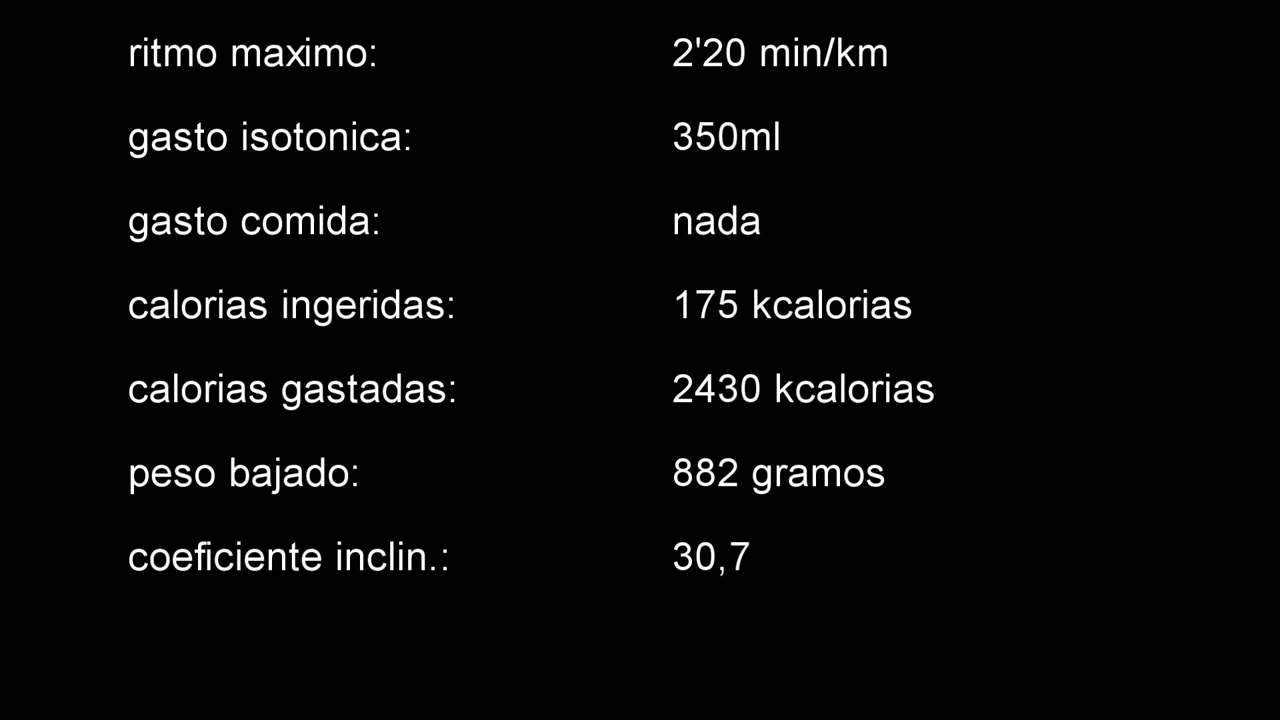 ritmo maximo: 2'20 min/km
gasto isotonica: 350ml
gasto comida: nada
calorias ingeridas: 175 kcalorias
calorias gastadas: 2430 kcalorias
peso bajado: 882 gramos
coeficiente inclin.: 30,7